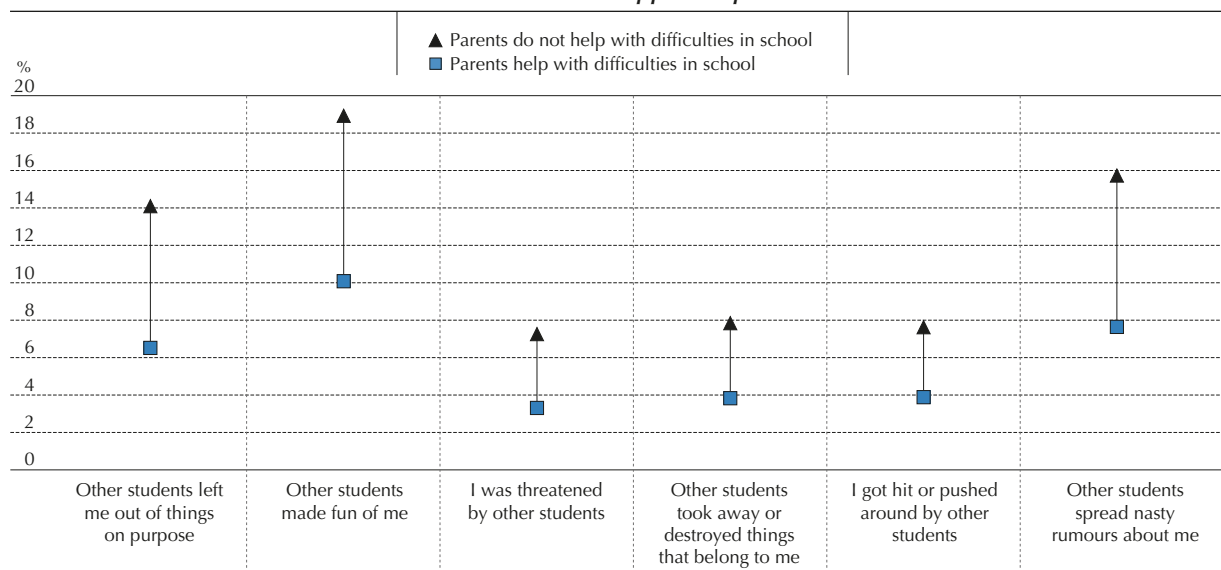 ▲ Parents do not help with difficulties in school
■ Parents help with difficulties in school
%
20
18
16
14
12
10
8
6
4
2
0
Other students left
me out of things
on purpose
Other students
made fun of me
I was threatened
by other students
Other students
took away or
destroyed things
that belong to me
I got hit or pushed
around by other
students
Other students
spread nasty
rumours about me